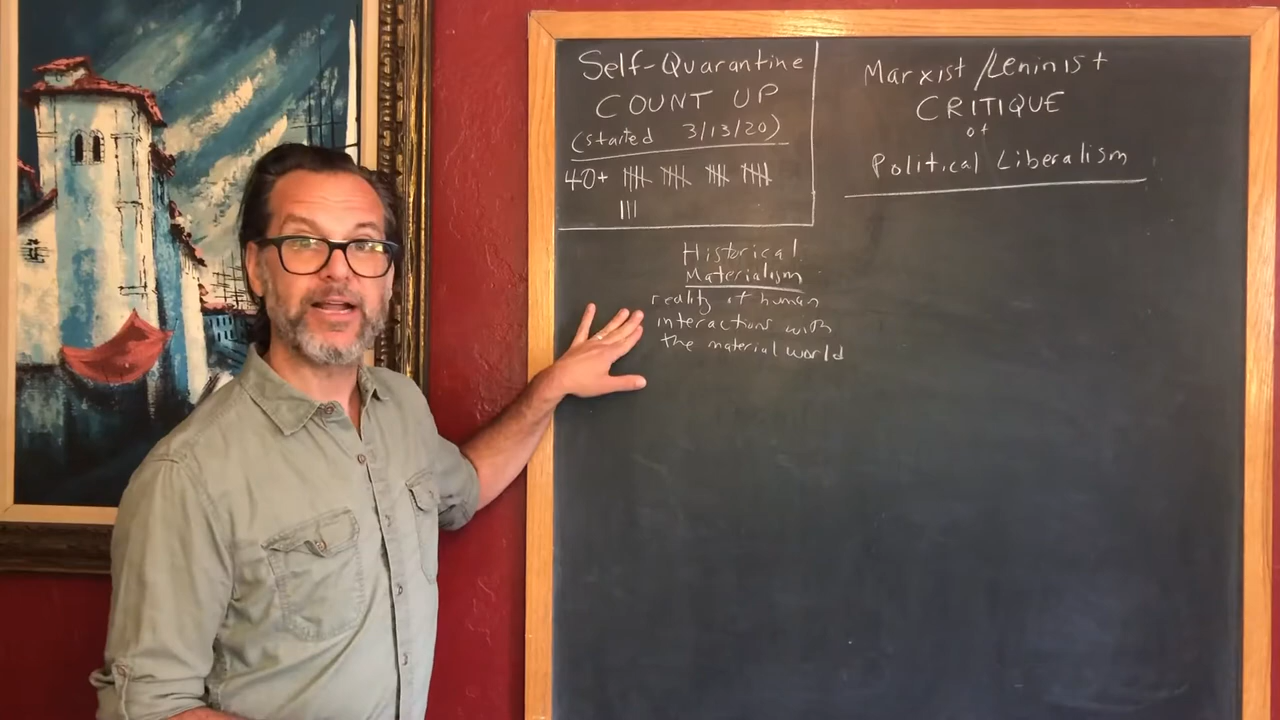 Self-Quarantine
COUNT UP
(started 3/13/20)
40+
Marxist/Leninist
CRITIQUE
of
Political Liberalism
Historical
Materialism
reality of human
interactions with
the material world